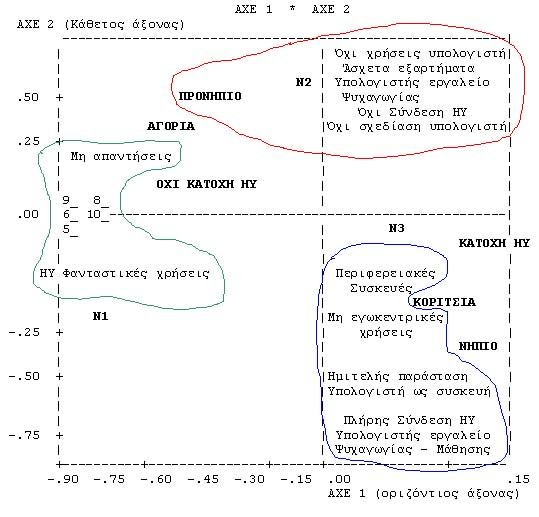 AXE 1 * AXE 2
AXE 2 (Κάθετος άξονας)
Όχι χρήσεις υπολογιστή
Άσχετα εξαρτήματα
N2 Υπολογιστής εργαλείο
.50 ΠΡΟΝΗΠΙΟ Ψυχαγωγίας
Όχι Σύνδεση ΗΥ
ΑΓΟΡΙΑ Όχι σχεδίαση υπολογιστή
.25
Μη απαντήσεις
ΟΧΙ ΚΑΤΟΧΗ ΗΥ
9_ 8_
.00 6_ 10_
5_
N3
ΚΑΤΟΧΗ ΗΥ
ΗΥ Φανταστικές χρήσεις Περιφερειακές
Συσκευές
ΚΟΡΙΤΣΙΑ
N1 Μη εγωκεντρικές
-.25 χρήσεις
ΝΗΠΙΟ
-.50 Ημιτελής παράσταση
Υπολογιστή ως συσκευή
Πλήρης Σύνδεση ΗΥ
-.75 Υπολογιστής εργαλείο
Ψυχαγωγίας - Μάθησης
-.90 -.75 -.60 -.45 -.30 -.15 .00 .15
AXE 1 (οριζόντιος άξονας)